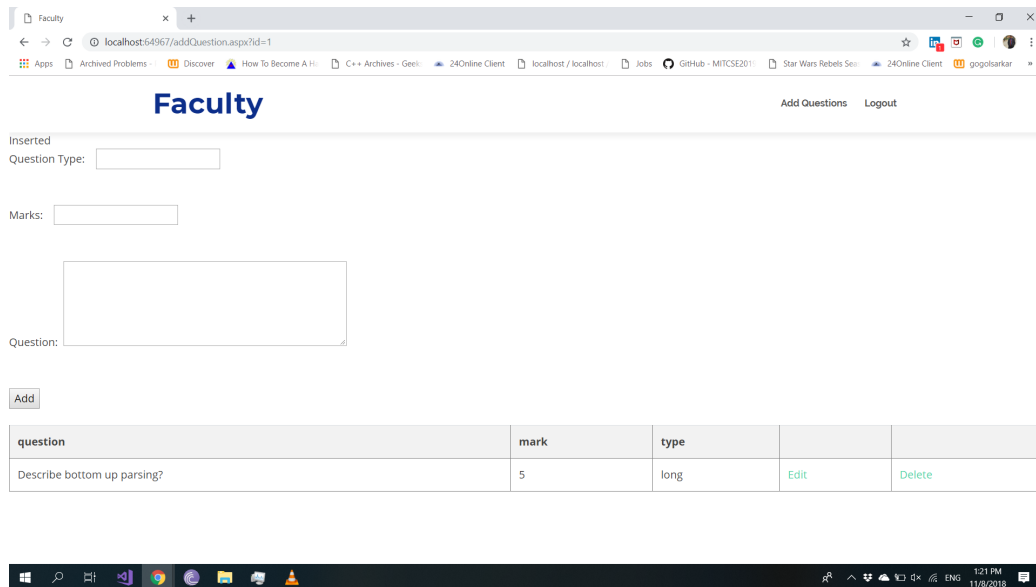 Faculty
localhost:64967/addQuestion.aspx?id=1
Apps Archived Problems - Discover How To Become A Ha C++ Archives - Geek 24Online Client localhost / localhost Jobs GitHub - MITCSE201 Star Wars Rebels Sea 24Online Client gogolsarkar »
Faculty Add Questions Logout
Inserted
Question Type:
Marks:
Question:
Add
question mark type
Describe bottom up parsing? 5 long Edit Delete
ENG 1:21 PM
11/8/2018